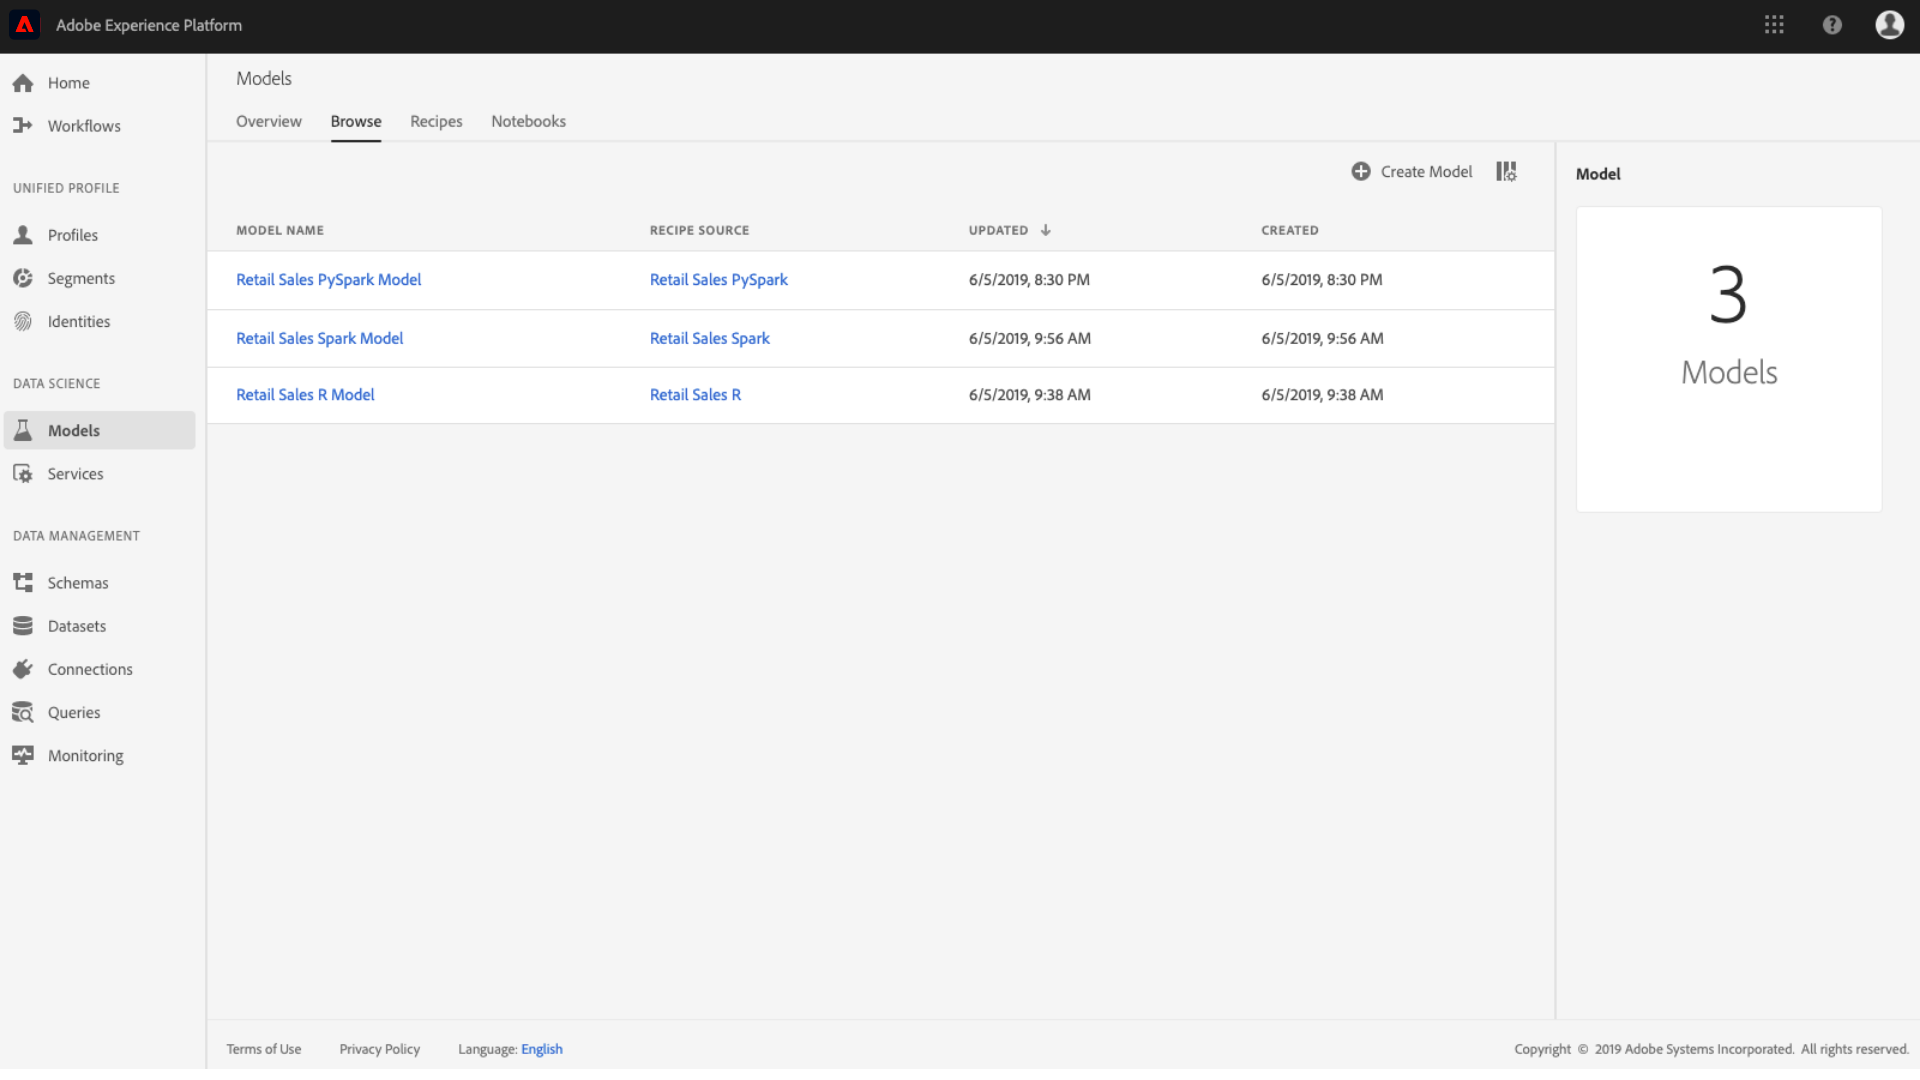 Adobe Experience Platform
Home
Workflows
UNIFIED PROFILE
Profiles
Segments
Identities
DATA SCIENCE
Models
Services
DATA MANAGEMENT
Schemas
Datasets
Connections
Queries
Monitoring
Models
Overview Browse Recipes Notebooks
Create Model
MODEL NAME RECIPE SOURCE UPDATED CREATED
Retail Sales PySpark Model Retail Sales PySpark 6/5/2019, 8:30 PM 6/5/2019, 8:30 PM
Retail Sales Spark Model Retail Sales Spark 6/5/2019, 9:56 AM 6/5/2019, 9:56 AM
Retail Sales R Model Retail Sales R 6/5/2019, 9:38 AM 6/5/2019, 9:38 AM
Model
3
Models
Terms of Use Privacy Policy Language: English
Copyright © 2019 Adobe Systems Incorporated. All rights reserved.